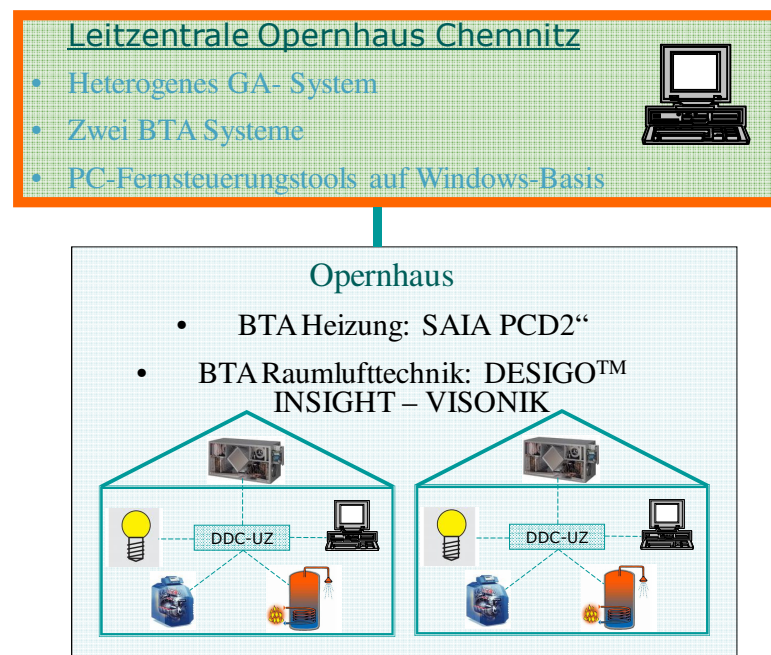 Leitzentrale Opernhaus Chemnitz
• Heterogenes GA- System
• Zwei BTA Systeme
• PC-Fernsteuerungstools auf Windows-Basis
Opernhaus
• BTA Heizung: SAIA PCD2“
• BTA Raumlufttechnik: DESIGO™
INSIGHT – VISONIK
DDC-UZ
DDC-UZ